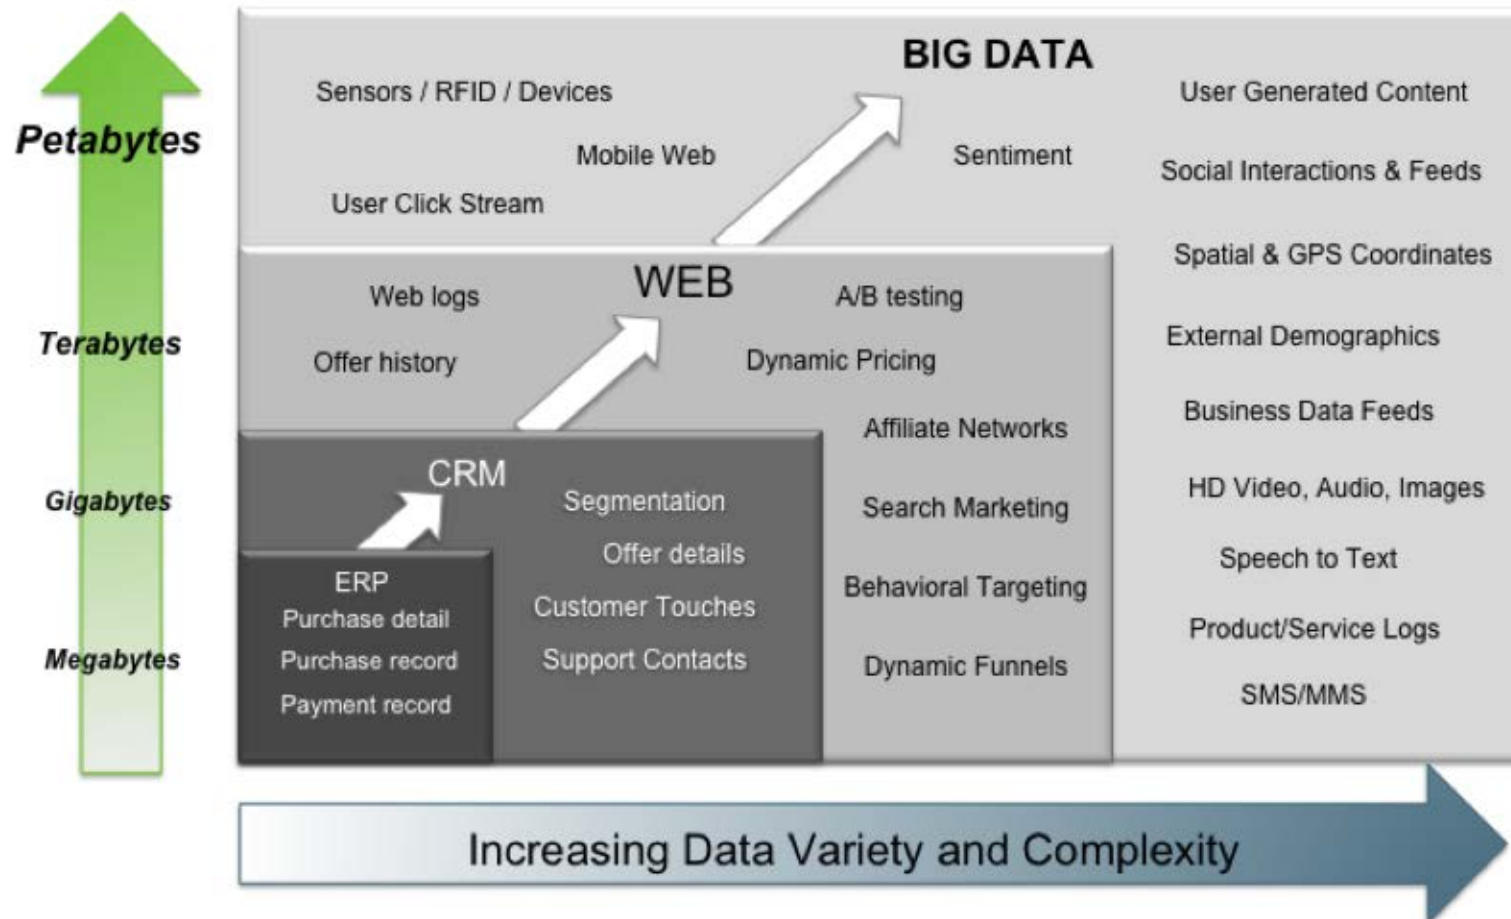 BIG DATA
Sensors / RFID / Devices
User Generated Content
Petabytes
Mobile Web
Sentiment
Social Interactions & Feeds
User Click Stream
Spatial & GPS Coordinates
WEB
Web logs
A/B testing
Terabytes
External Demographics
Offer history
Dynamic Pricing
Business Data Feeds
Affiliate Networks
CRM
HD Video, Audio, Images
Gigabytes
Segmentation
Search Marketing
Offer details
Speech to Text
ERP
Behavioral Targeting
Purchase detail
Customer Touches
Product/Service Logs
Megabytes
Purchase record
Support Contacts
Dynamic Funnels
SMS/MMS
Payment record
Increasing Data Variety and Complexity